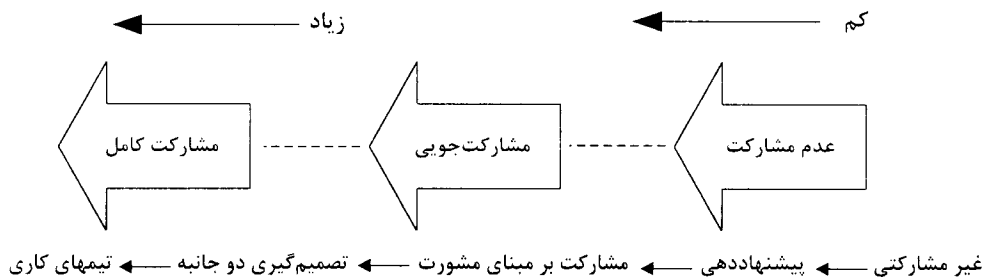 کم زیاد
عدم مشارکت مشارکت‌جویی مشارکت کامل
غیر مشارکتی پیشنهاددهی مشارکت بر مبنای مشورت تصمیم‌گیری دو جانبه تیمهای کاری